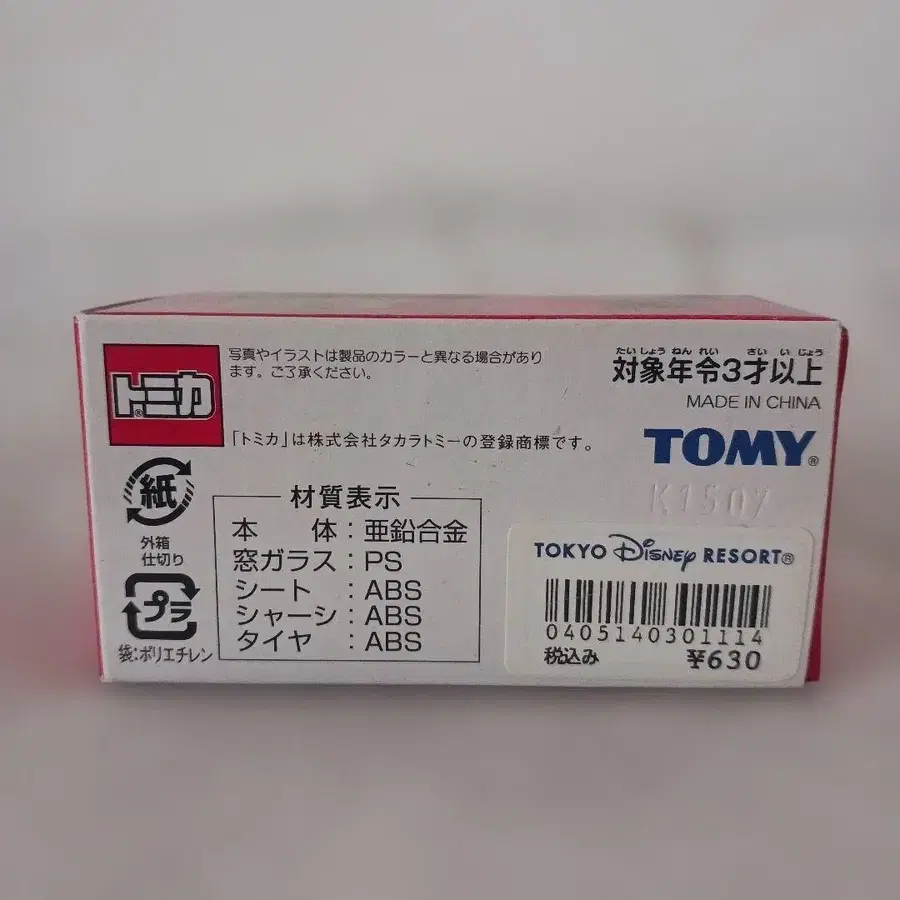 トミカ®
写真やイラストは製品のカラーと異なる場合があり
ます。ご了承ください。
「トミカ」は株式会社タカラトミーの登録商標です。
たいしょうねんれい さい いじょう
対象年令3才以上
MADE IN CHINA
TOMY®
K1507
紙
外箱
仕切り
プラ
袋:ポリエチレン
材質表示
本 体:亜鉛合金
窓ガラス:PS
シート:ABS
シャーシ:ABS
タイヤ:ABS
TOKYO Disney RESORT®
0405140301114
税込み ¥630